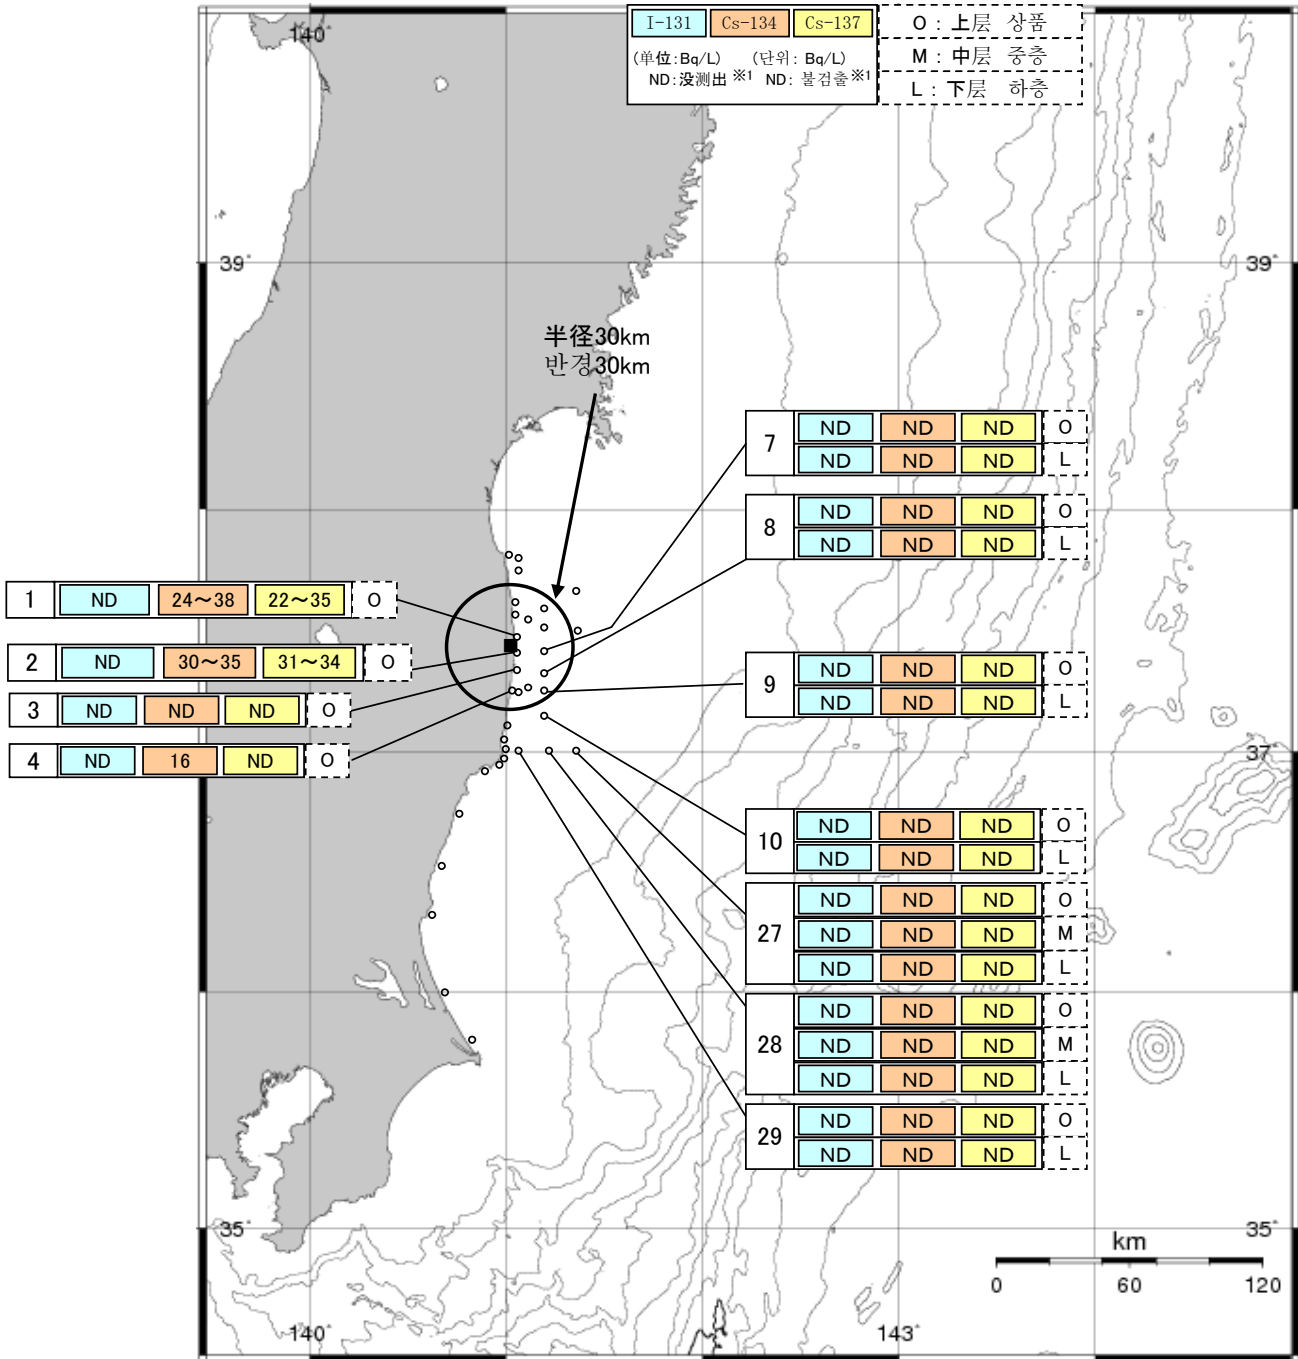 I-131 Cs-134 Cs-137
(単位:Bq/L) (단위: Bq/L)
ND:没測出 ※1 ND: 불검출※1
O : 上层 상품
M : 中层 중층
L : 下层 하층
140°
39° 39°
半径30km
반경30km
7 ND ND ND O
ND ND ND L
8 ND ND ND O
ND ND ND L
1 ND 24～38 22～35 O
2 ND 30～35 31～34 O
3 ND ND ND O
4 ND 16 ND O
9 ND ND ND O
ND ND ND L
37°
10 ND ND ND O
ND ND ND L
27 ND ND ND O
ND ND ND M
ND ND ND L
28 ND ND ND O
ND ND ND M
ND ND ND L
29 ND ND ND O
ND ND ND L
35° 35°
km
0 60 120
140° 143°